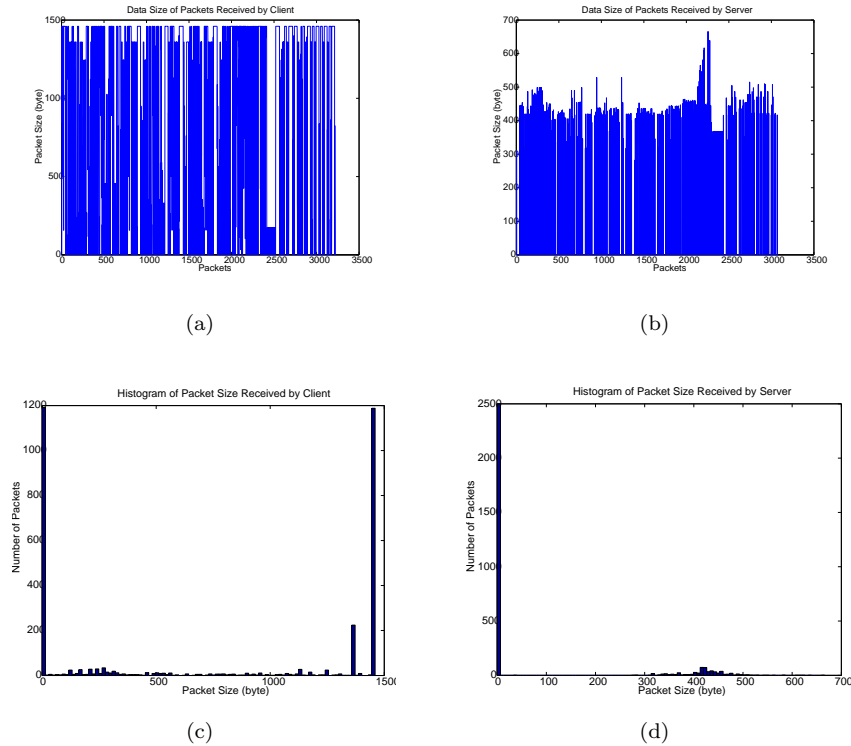 Data Size of Packets Received by Client
1500
1000
500
0
Packet Size (byte)
0 500 1000 1500 2000 2500 3000 3500
Packets
(a)
Data Size of Packets Received by Server
700
600
500
400
300
200
100
0
Packet Size (byte)
0 500 1000 1500 2000 2500 3000 3500
Packets
(b)
Histogram of Packet Size Received by Client
1200
1000
800
600
400
200
0
Number of Packets
0 500 1000 1500
Packet Size (byte)
(c)
Histogram of Packet Size Received by Server
2500
2000
1500
1000
500
0
Number of Packets
0 100 200 300 400 500 600 700
Packet Size (byte)
(d)